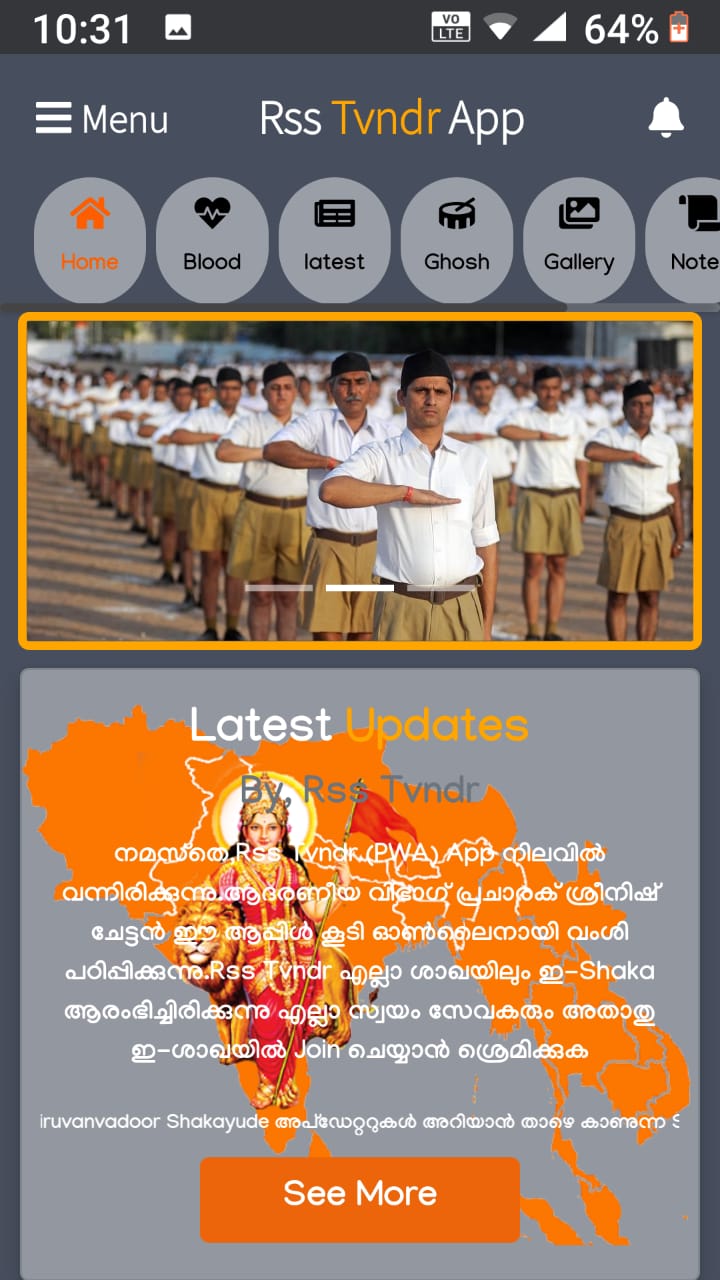 10:31
VO LTE
64%
Menu
Rss Tvndr App
Home
Blood
latest
Ghosh
Gallery
Note
Latest Updates
By, Rss Tvndr
നമസ്തെ,Rss Tvndr (PWA) App നിലവിൽ
വന്നിരിക്കുന്നു.ആദരണീയ വിഭാഗ് പ്രചാരക് ശ്രീനിഷ്
ചേട്ടൻ ഈ ആപ്പിൾ കൂടി ഓൺലൈനായി വംശി
പഠിപ്പിക്കുന്നു.Rss Tvndr എല്ലാ ശാഖയിലും ഇ-Shaka
ആരംഭിച്ചിരിക്കുന്നു എല്ലാ സ്വയം സേവകരും അതാതു
ഇ-ശാഖയിൽ Join ചെയ്യാൻ ശ്രെമിക്കുക
iruvanvadoor Shakayude അപ്ഡേറ്ററുകൾ അറിയാൻ താഴെ കാണുന്ന S
See More